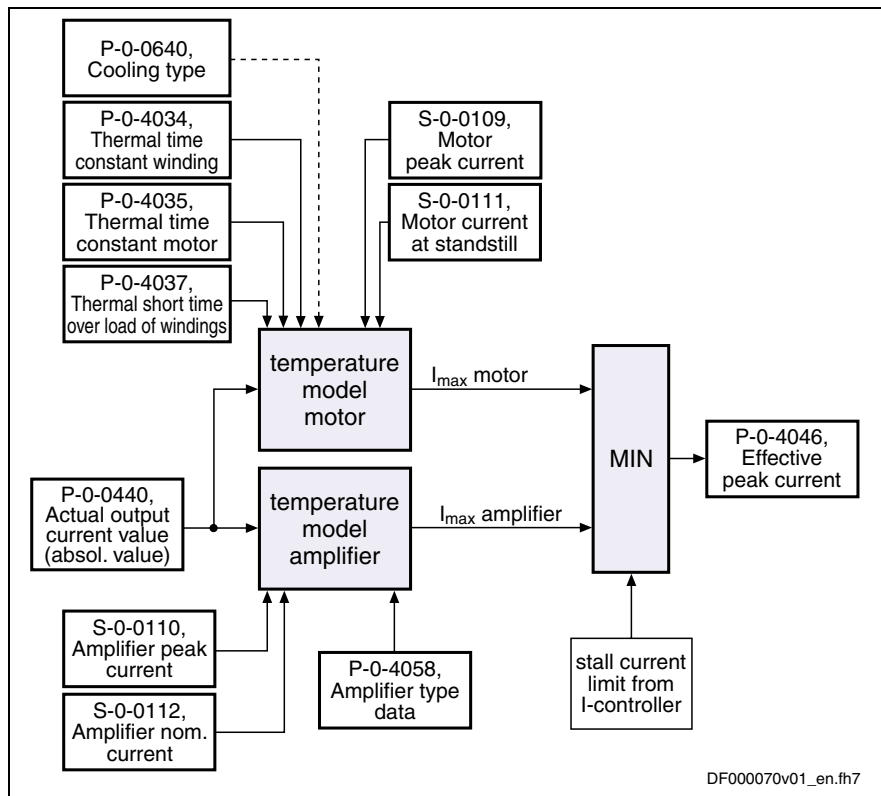 P-0-0640,
Cooling type
P-0-4034,
Thermal time
constant winding
P-0-4035,
Thermal time
constant motor
P-0-4037,
Thermal short time
over load of windings
S-0-0109,
Motor
peak current
S-0-0111,
Motor current
at standstill
temperature
model
motor
I_max motor
MIN
P-0-4046,
Effective
peak current
P-0-0440,
Actual output
current value
(absol. value)
temperature
model
amplifier
I_max amplifier
S-0-0110,
Amplifier peak
current
S-0-0112,
Amplifier nom.
current
P-0-4058,
Amplifier type
data
stall current
limit from
I-controller
DF000070v01_en.fh7